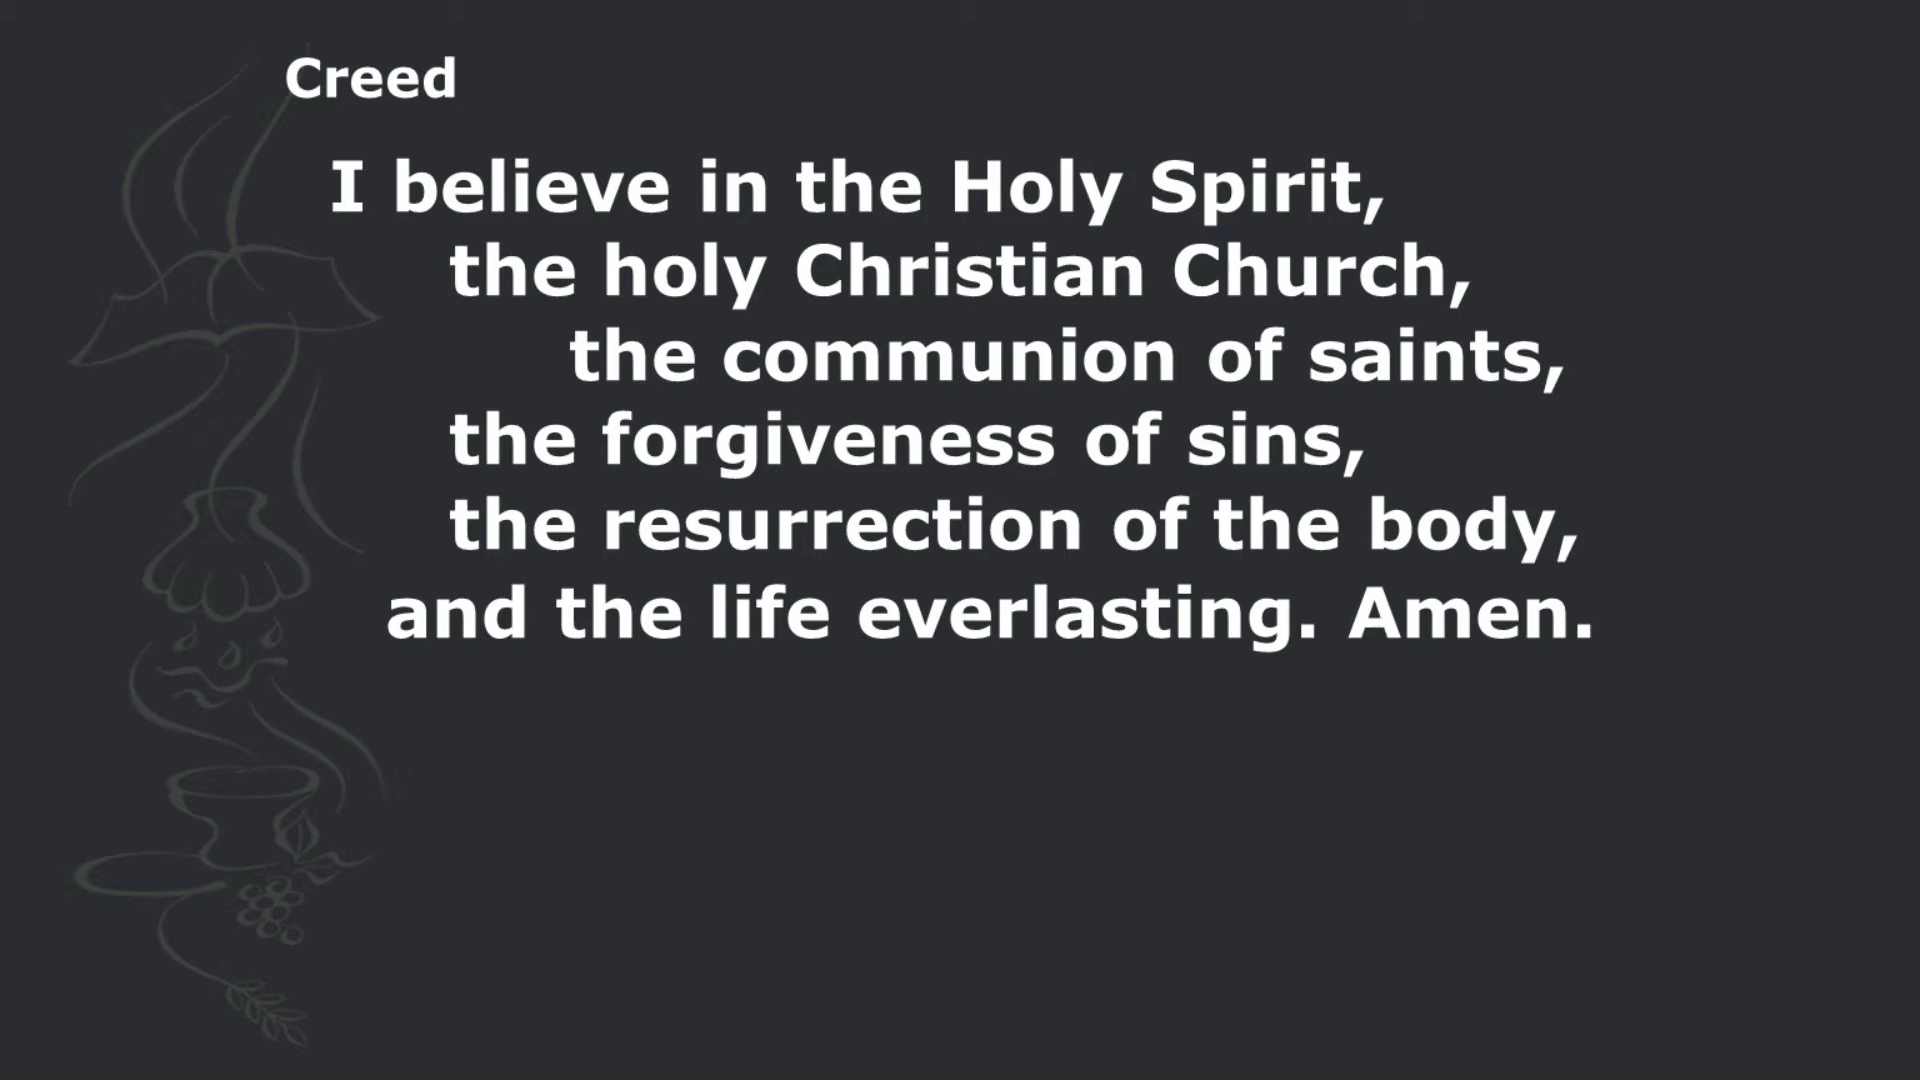 Creed
I believe in the Holy Spirit,
the holy Christian Church,
the communion of saints,
the forgiveness of sins,
the resurrection of the body,
and the life everlasting. Amen.